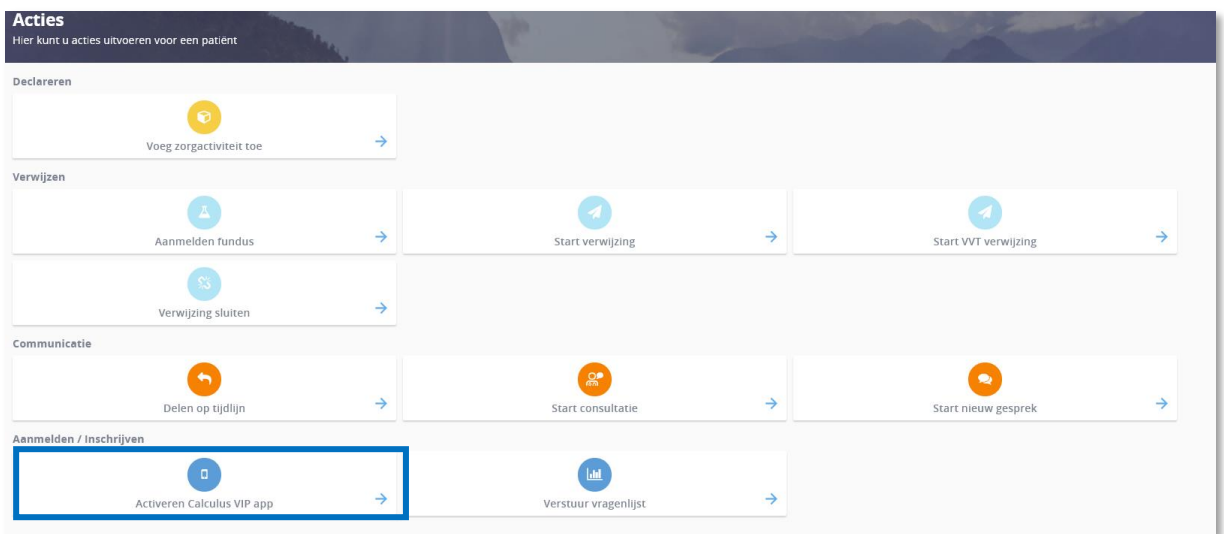 Acties
Hier kunt u acties uitvoeren voor een patiënt
Declareren
Voeg zorgactiviteit toe
Verwijzen
Aanmelden fundus
Start verwijzing
Start VVT verwijzing
Verwijzing sluiten
Communicatie
Delen op tijdlijn
Start consultatie
Start nieuw gesprek
Aanmelden / Inschrijven
Activeren Calculus VIP app
Verstuur vragenlijst